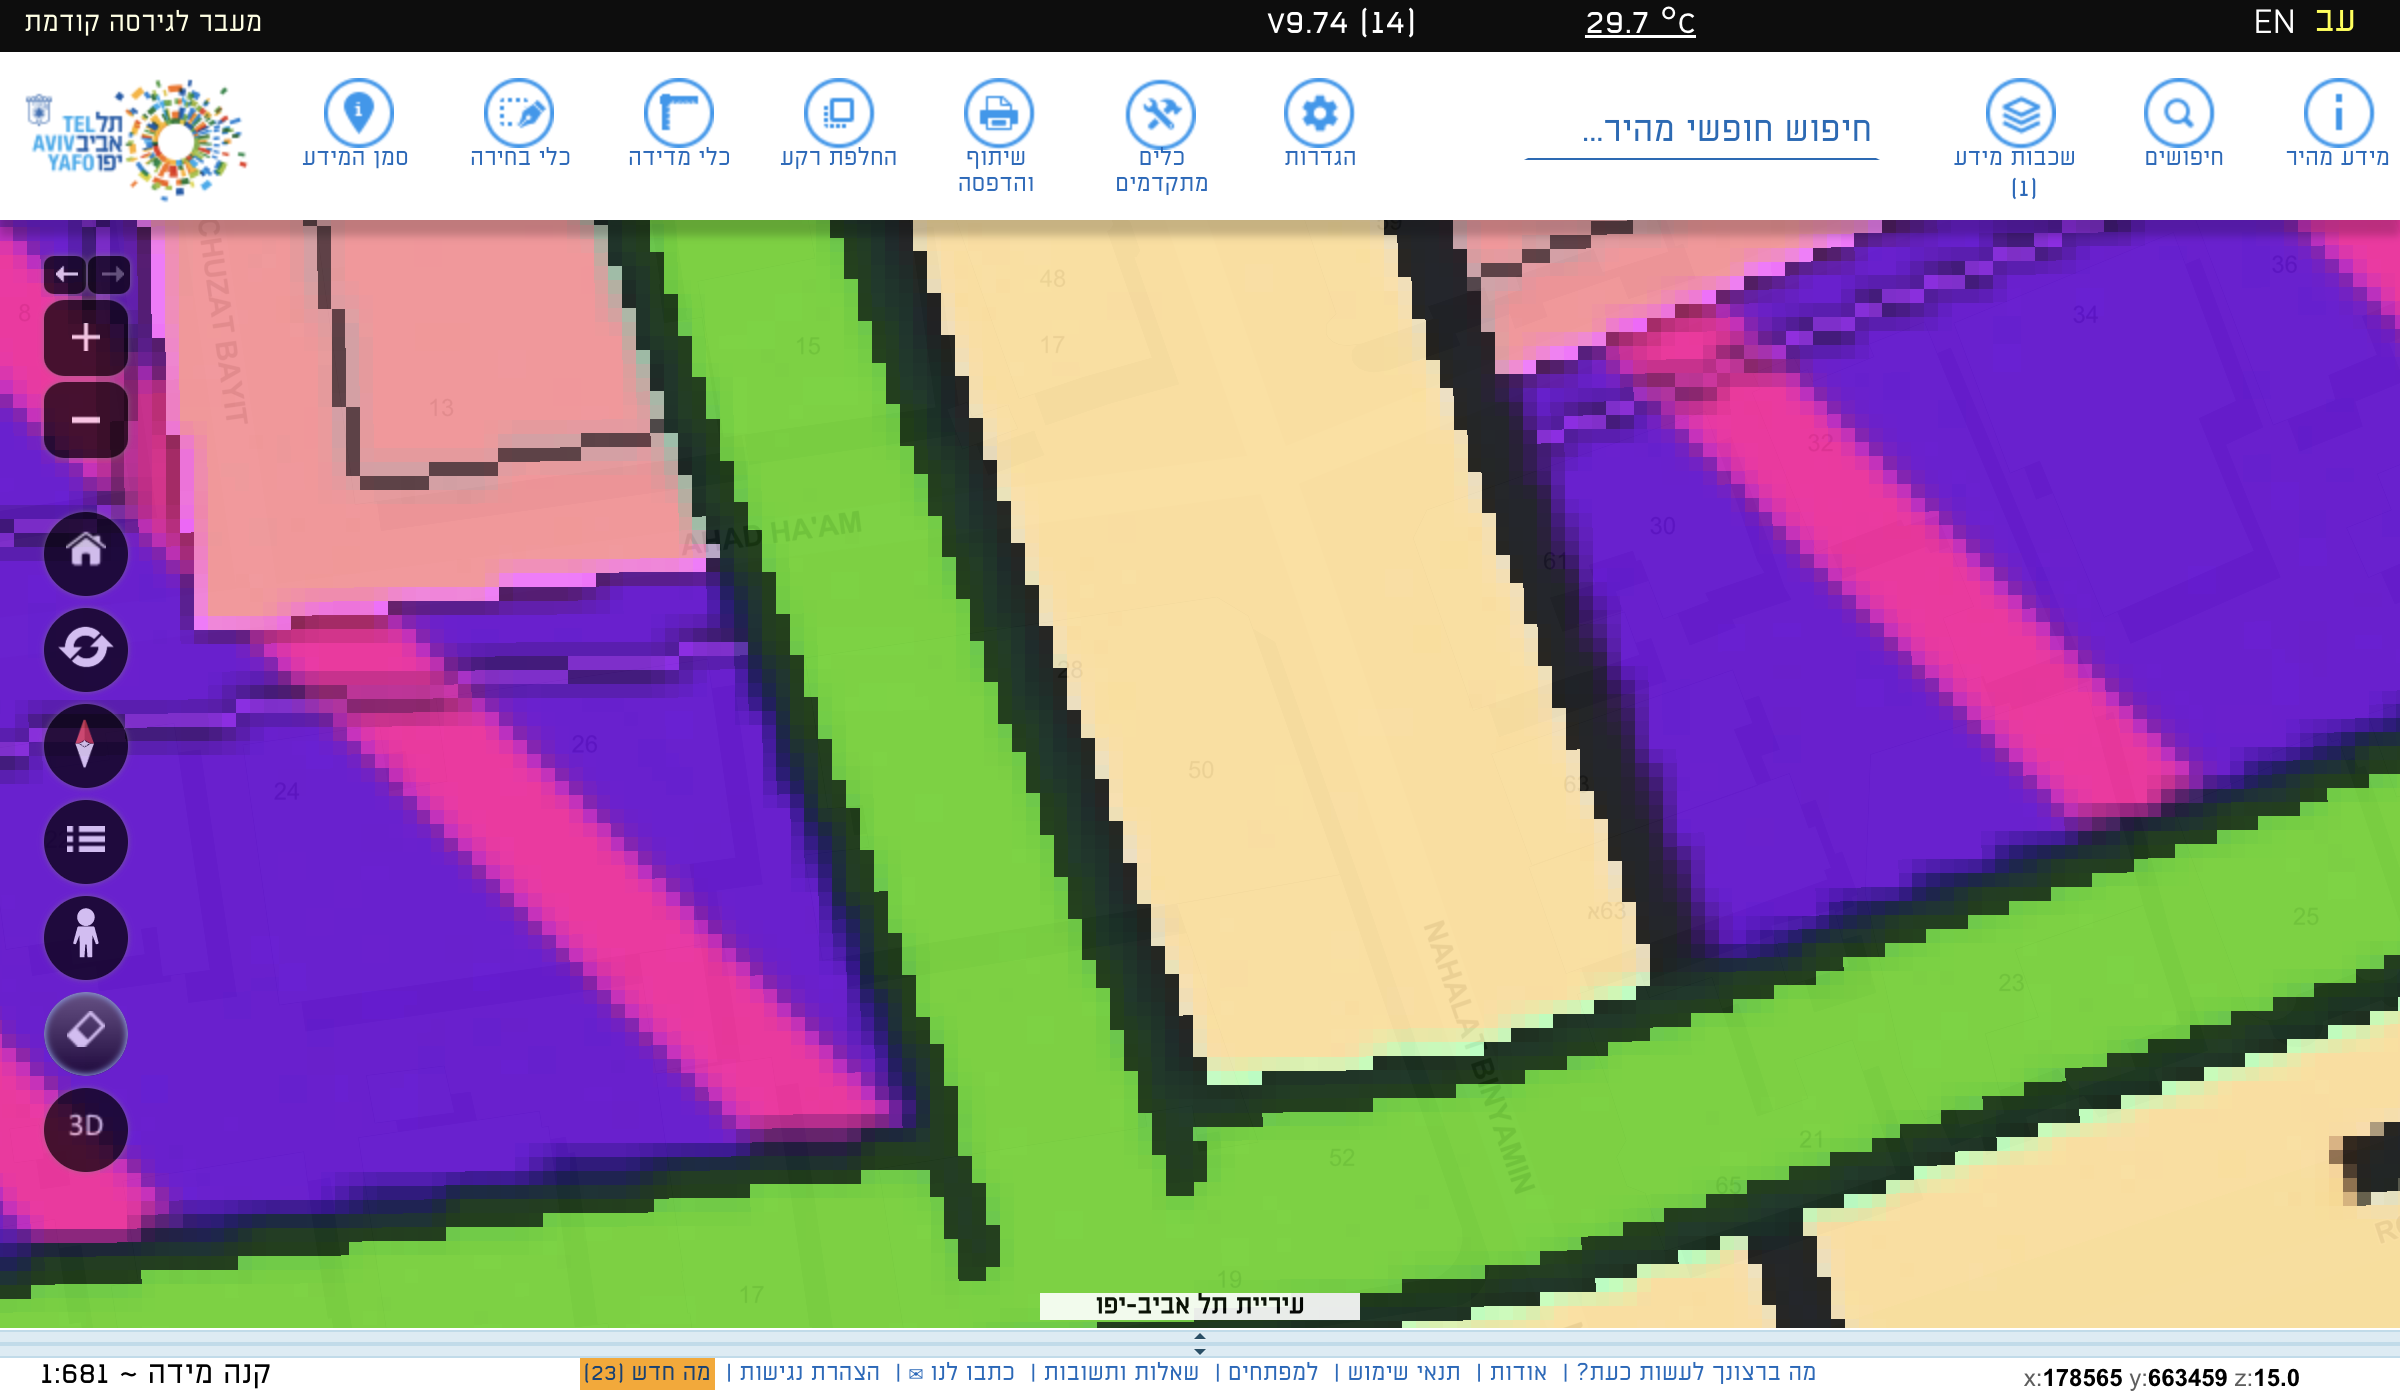 מעבר לגירסה קודמת
V9.74 (14)
29.7 °C
EN עב
תל אביב יפו
TEL AVIV YAFO
מידע מהיר
חיפושים
שכבות מידע (1)
חיפוש חופשי מהיר...
הגדרות
כלים מתקדמים
שיתוף והדפסה
החלפת רקע
כלי מדידה
כלי בחירה
סמן המידע
CHUZAT BAYIT
48
36
8
34
15
17
13
32
30
AHAD HA'AM
61
28
26
50
63
24
63א
25
NAHALAT BINYAMIN
23
3D
21
52
65
19
17
עיריית תל אביב-יפו
קנה מידה ~ 1:681
מה ברצונך לעשות כעת? | אודות | תנאי שימוש | למפתחים | שאלות ותשובות | כתבו לנו ✉ | הצהרת נגישות | מה חדש (23)
x:178565 y:663459 z:15.0